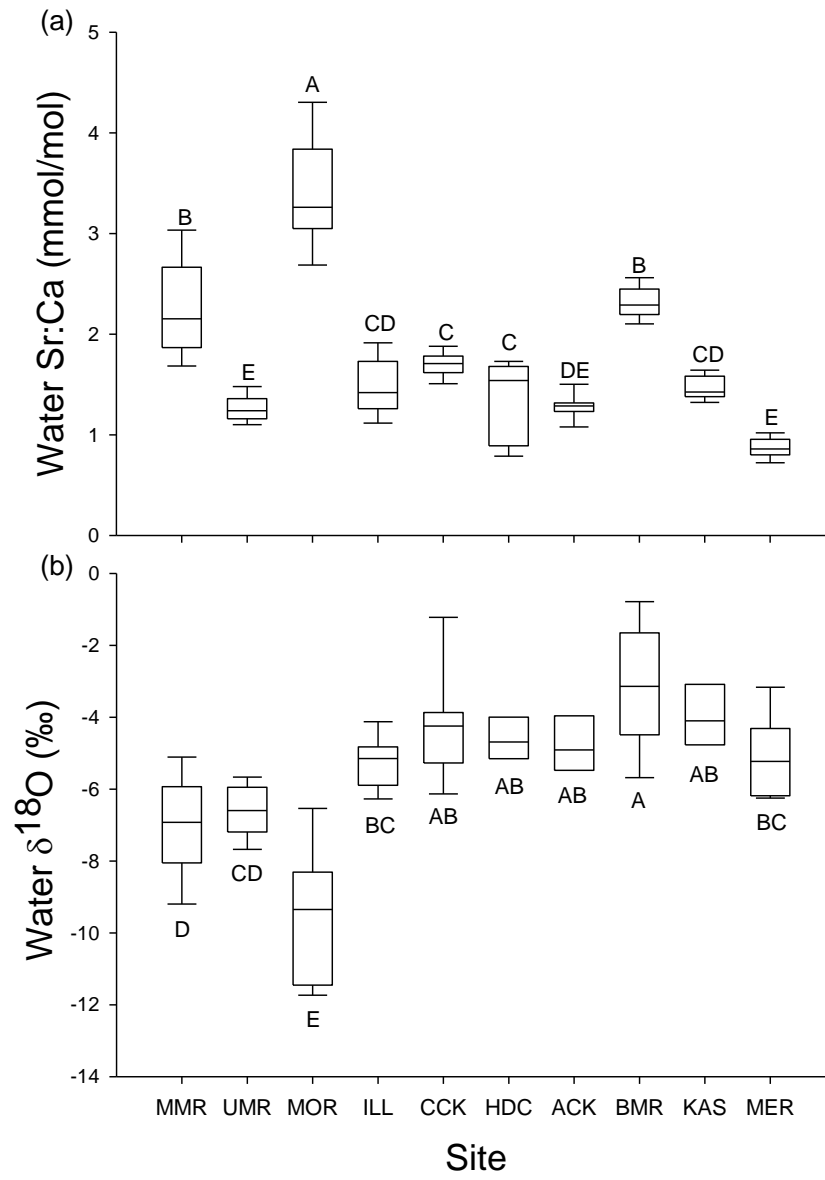 (a)
Water Sr:Ca (mmol/mol)
5
4
3
2
1
0
B
E
A
CD
C
C
DE
B
CD
E
(b)
Water δ18O (‰)
0
-2
-4
-6
-8
-10
-12
-14
D
CD
E
BC
AB
AB
AB
A
AB
BC
MMR UMR MOR ILL CCK HDC ACK BMR KAS MER
Site